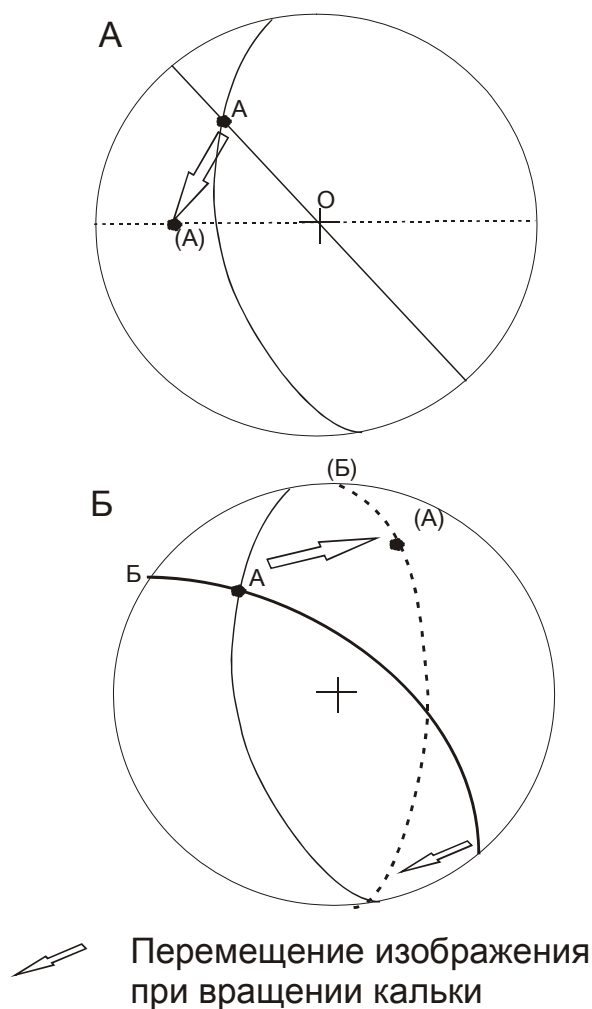 А
А
О
(А)
(Б)
Б
(А)
Б
А
Перемещение изображения
при вращении кальки